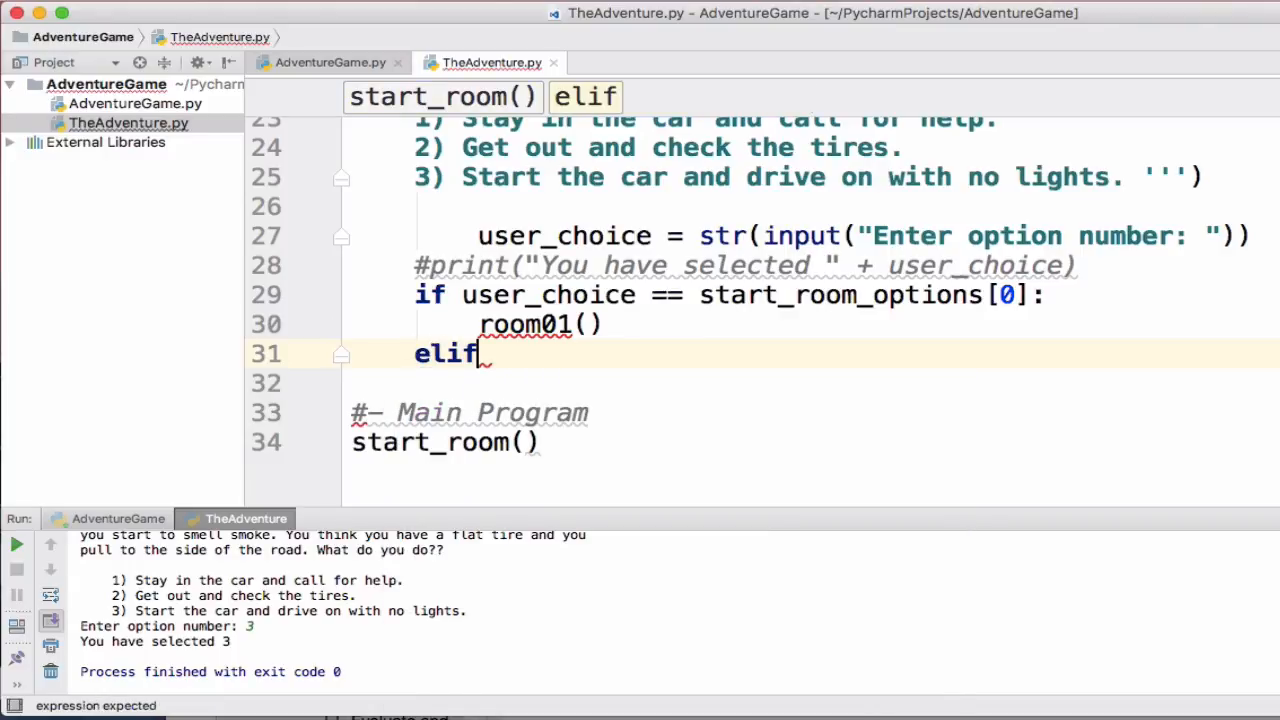 TheAdventure.py - AdventureGame - [~/PycharmProjects/AdventureGame]
AdventureGame TheAdventure.py
Project AdventureGame.py TheAdventure.py
AdventureGame ~/Pycharm
AdventureGame.py
TheAdventure.py
External Libraries
start_room() elif
23 1) Stay in the car and call for help.
24 2) Get out and check the tires.
25 3) Start the car and drive on with no lights. ''')
26
27 user_choice = str(input("Enter option number: "))
28 #print("You have selected " + user_choice)
29 if user_choice == start_room_options[0]:
30 room01()
31 elif
32
33 #- Main Program
34 start_room()
Run: AdventureGame TheAdventure
you start to smell smoke. You think you have a flat tire and you
pull to the side of the road. What do you do??
1) Stay in the car and call for help.
2) Get out and check the tires.
3) Start the car and drive on with no lights.
Enter option number: 3
You have selected 3
Process finished with exit code 0
expression expected